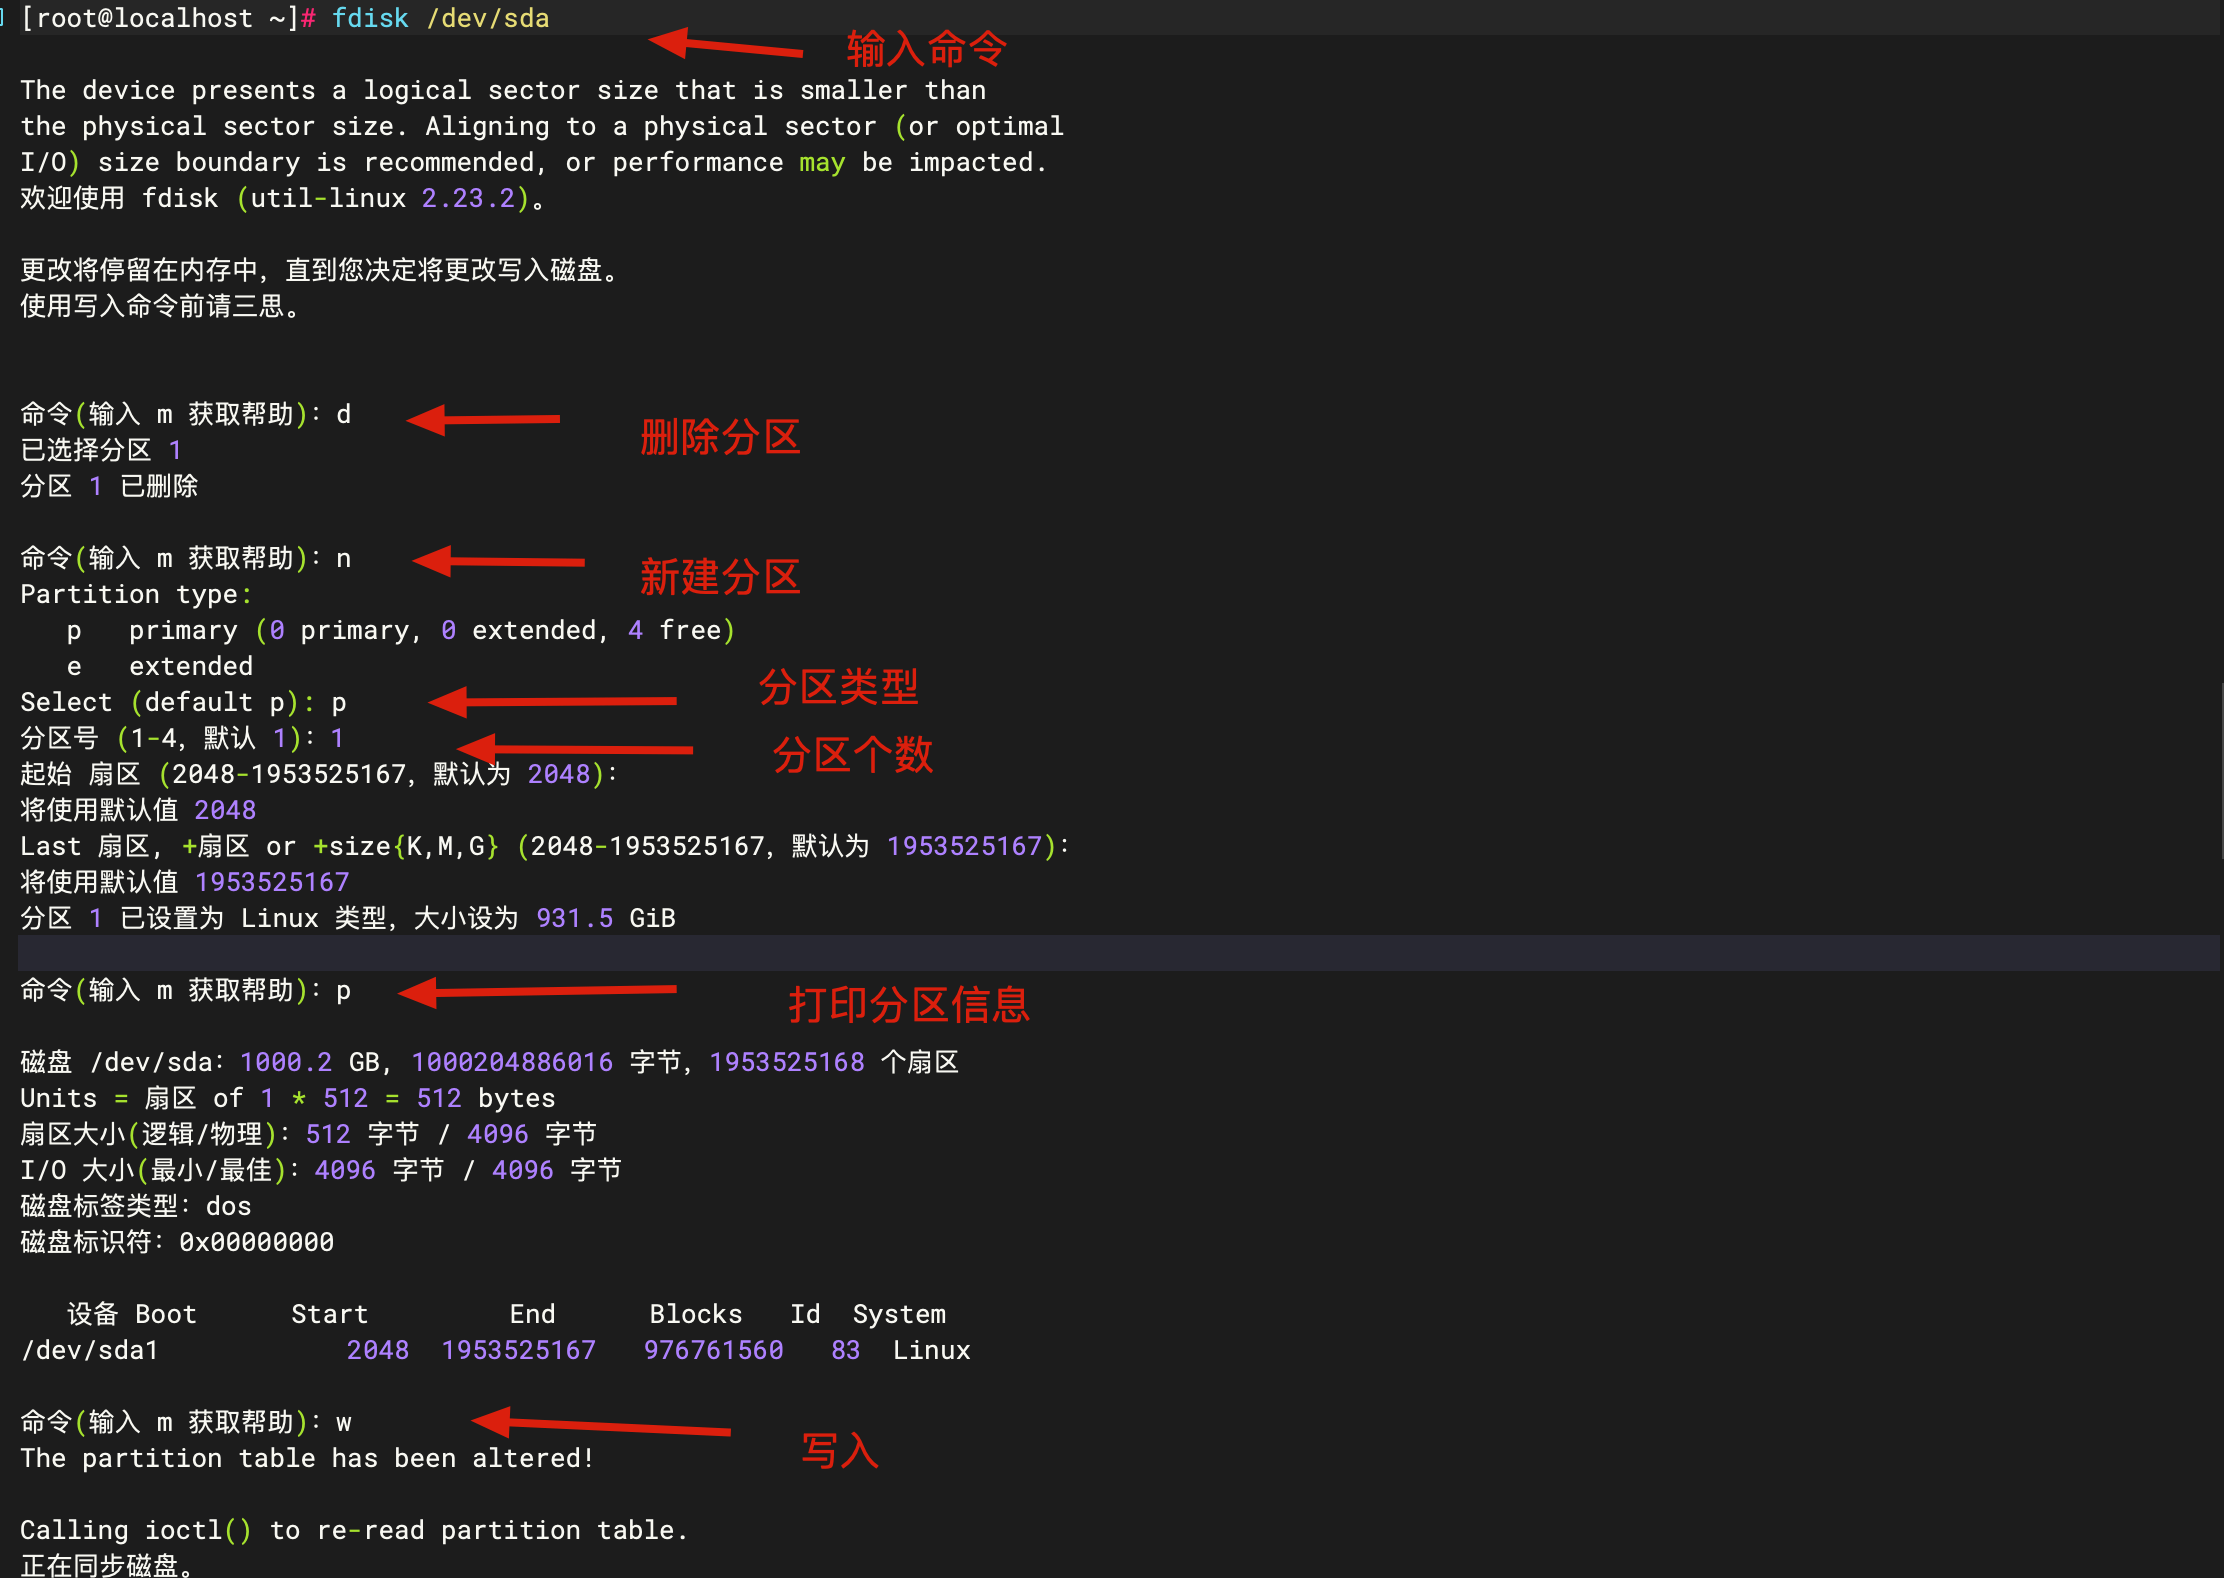 [root@localhost ~]# fdisk /dev/sda
输入命令
The device presents a logical sector size that is smaller than
the physical sector size. Aligning to a physical sector (or optimal
I/O) size boundary is recommended, or performance may be impacted.
欢迎使用 fdisk (util-linux 2.23.2)。
更改将停留在内存中，直到您决定将更改写入磁盘。
使用写入命令前请三思。
命令(输入 m 获取帮助)：d
删除分区
已选择分区 1
分区 1 已删除
命令(输入 m 获取帮助)：n
新建分区
Partition type:
   p   primary (0 primary, 0 extended, 4 free)
   e   extended
Select (default p): p
分区类型
分区号 (1-4，默认 1)：1
分区个数
起始 扇区 (2048-1953525167，默认为 2048)：
将使用默认值 2048
Last 扇区, +扇区 or +size{K,M,G} (2048-1953525167，默认为 1953525167)：
将使用默认值 1953525167
分区 1 已设置为 Linux 类型，大小设为 931.5 GiB
命令(输入 m 获取帮助)：p
打印分区信息
磁盘 /dev/sda：1000.2 GB, 1000204886016 字节，1953525168 个扇区
Units = 扇区 of 1 * 512 = 512 bytes
扇区大小(逻辑/物理)：512 字节 / 4096 字节
I/O 大小(最小/最佳)：4096 字节 / 4096 字节
磁盘标签类型：dos
磁盘标识符：0x00000000
   设备 Boot      Start         End      Blocks   Id  System
/dev/sda1            2048  1953525167   976761560   83  Linux
命令(输入 m 获取帮助)：w
写入
The partition table has been altered!
Calling ioctl() to re-read partition table.
正在同步磁盘。